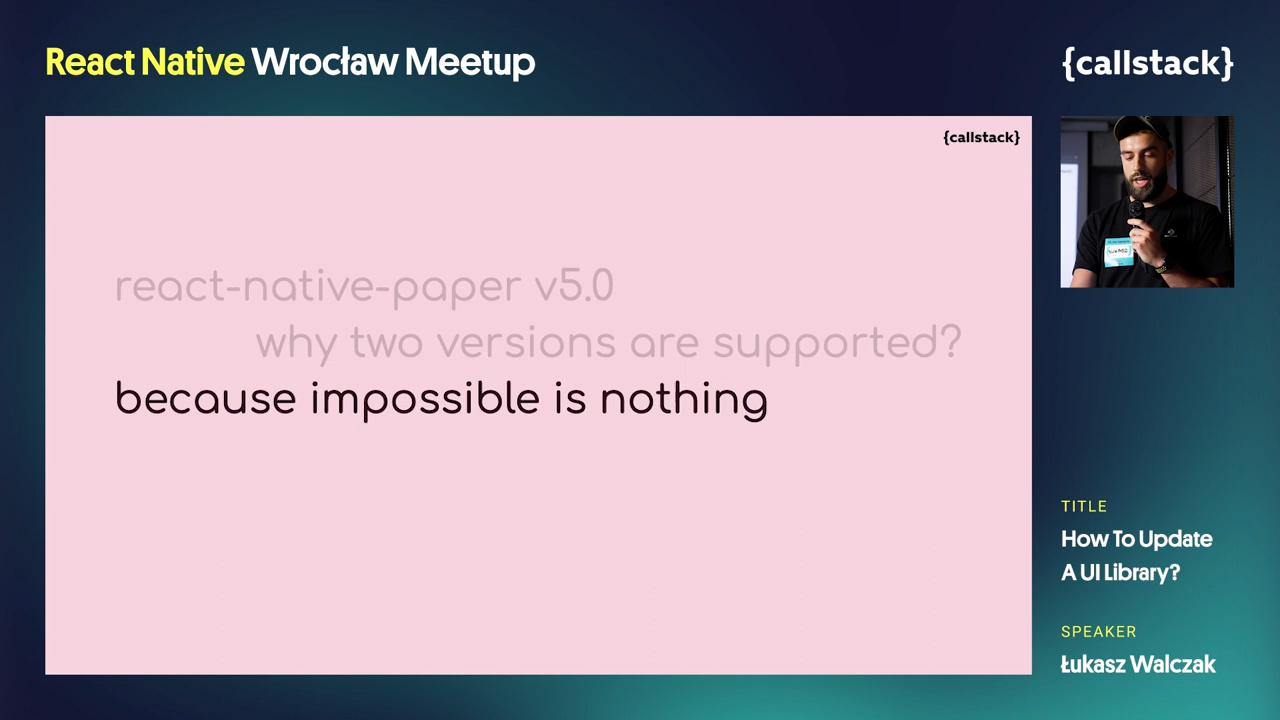 React Native Wrocław Meetup
{callstack}
{callstack}
react-native-paper v5.0
why two versions are supported?
because impossible is nothing
TITLE
How To Update
A UI Library?
SPEAKER
Łukasz Walczak